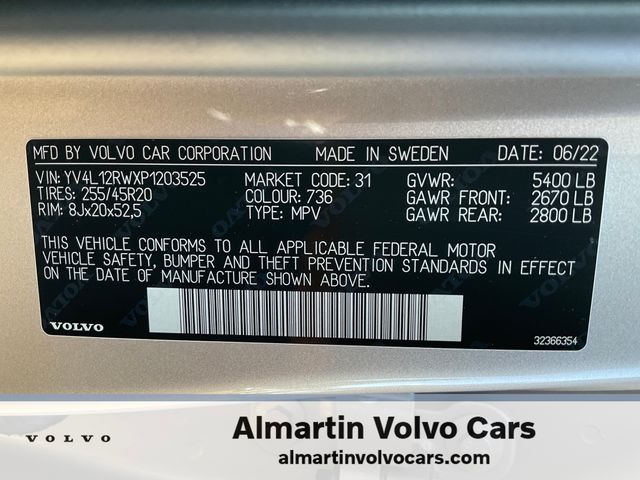 MFD BY VOLVO CAR CORPORATION MADE IN SWEDEN DATE: 06/22
VIN: YV4L12RWXP1203525 MARKET CODE: 31 GVWR: 5400 LB
TIRES: 255/45R20 COLOUR: 736 GAWR FRONT: 2670 LB
RIM: 8Jx20x52,5 TYPE: MPV GAWR REAR: 2800 LB
THIS VEHICLE CONFORMS TO ALL APPLICABLE FEDERAL MOTOR
VEHICLE SAFETY, BUMPER AND THEFT PREVENTION STANDARDS IN EFFECT
ON THE DATE OF MANUFACTURE SHOWN ABOVE.
VOLVO 32366354
VOLVO Almartin Volvo Cars
almartinvolvocars.com